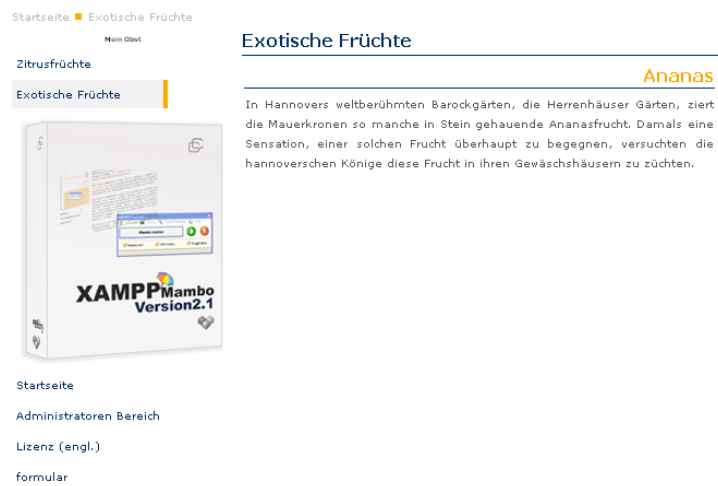 Startseite Exotische Früchte
Mein Obst
Zitrusfrüchte
Exotische Früchte
XAMPP Mambo
Version2.1
Startseite
Administratoren Bereich
Lizenz (engl.)
formular
Exotische Früchte
Ananas
In Hannovers weltberühmten Barockgärten, die Herrenhäuser Gärten, ziert
die Mauerkronen so manche in Stein gehauende Ananasfrucht. Damals eine
Sensation, einer solchen Frucht überhaupt zu begegnen, versuchten die
hannoverschen Könige diese Frucht in ihren Gewäschshäusern zu züchten.